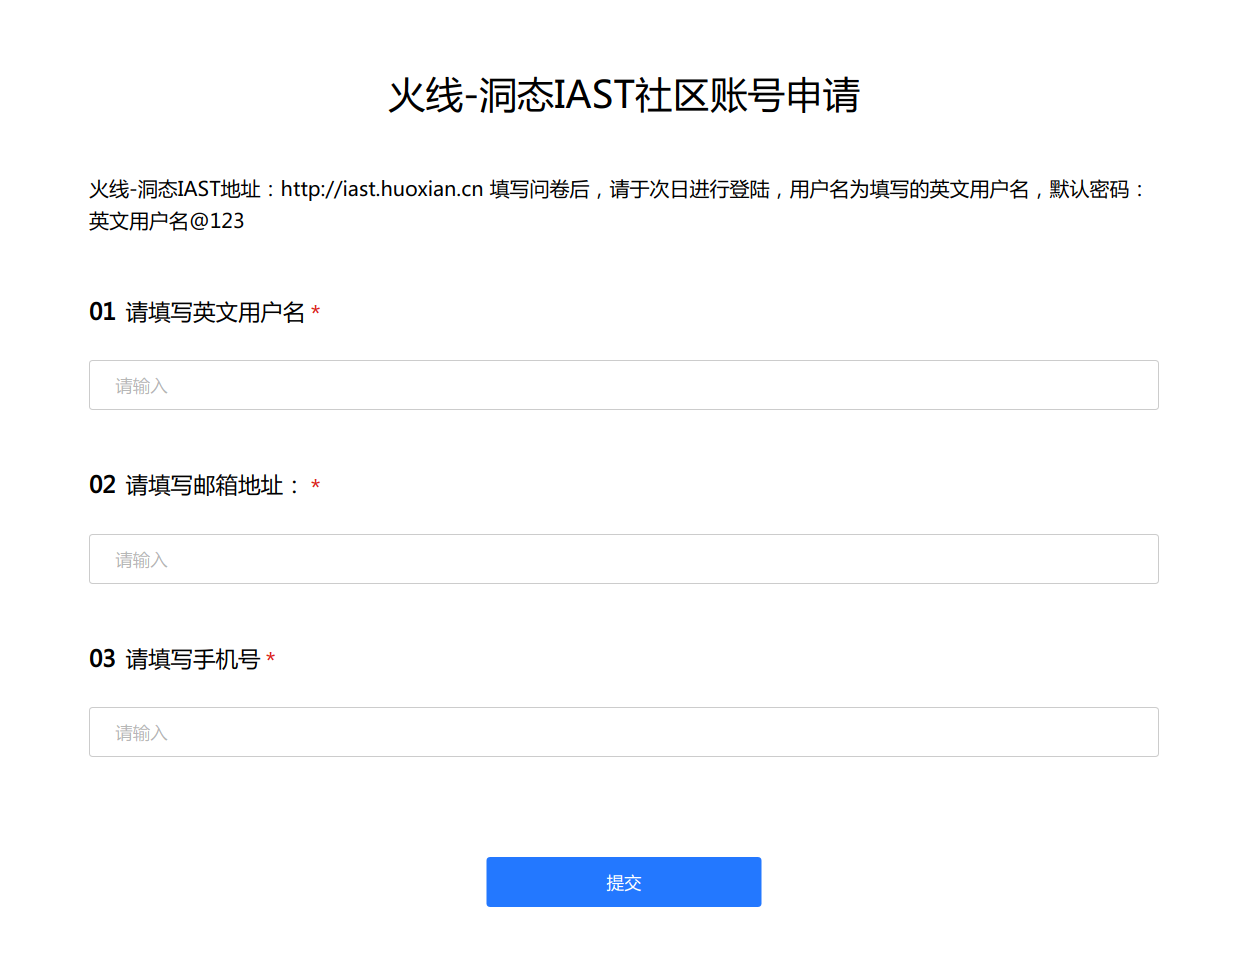 火线-洞态IAST社区账号申请
火线-洞态IAST地址：http://iast.huoxian.cn 填写问卷后，请于次日进行登陆，用户名为填写的英文用户名，默认密码：
英文用户名@123
01 请填写英文用户名 *
请输入
02 请填写邮箱地址： *
请输入
03 请填写手机号 *
请输入
提交